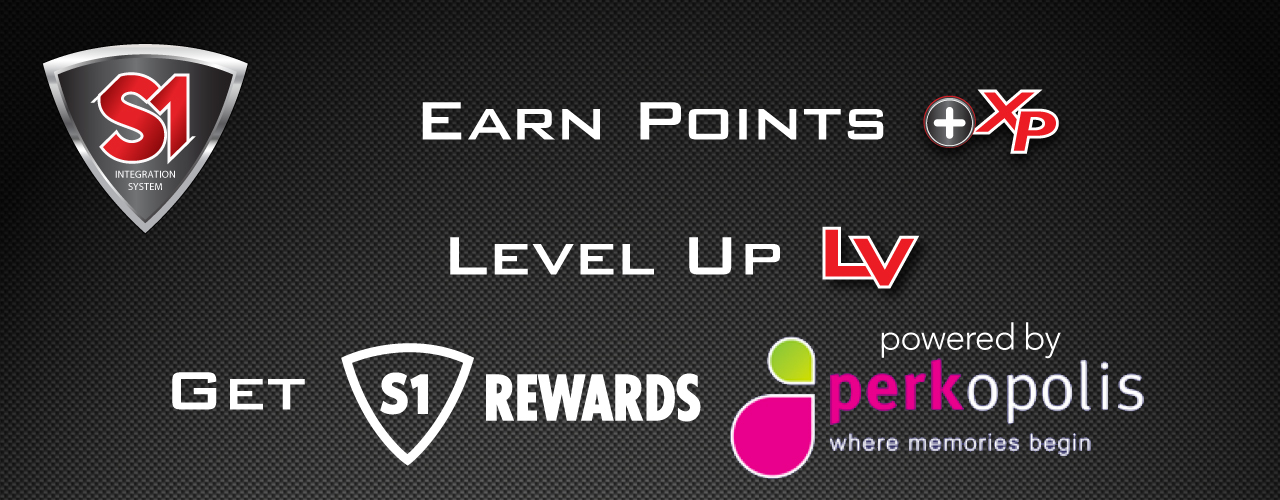 S1
INTEGRATION
SYSTEM
EARN POINTS +XP
LEVEL UP LV
GET S1 REWARDS
powered by
perkopolis
where memories begin